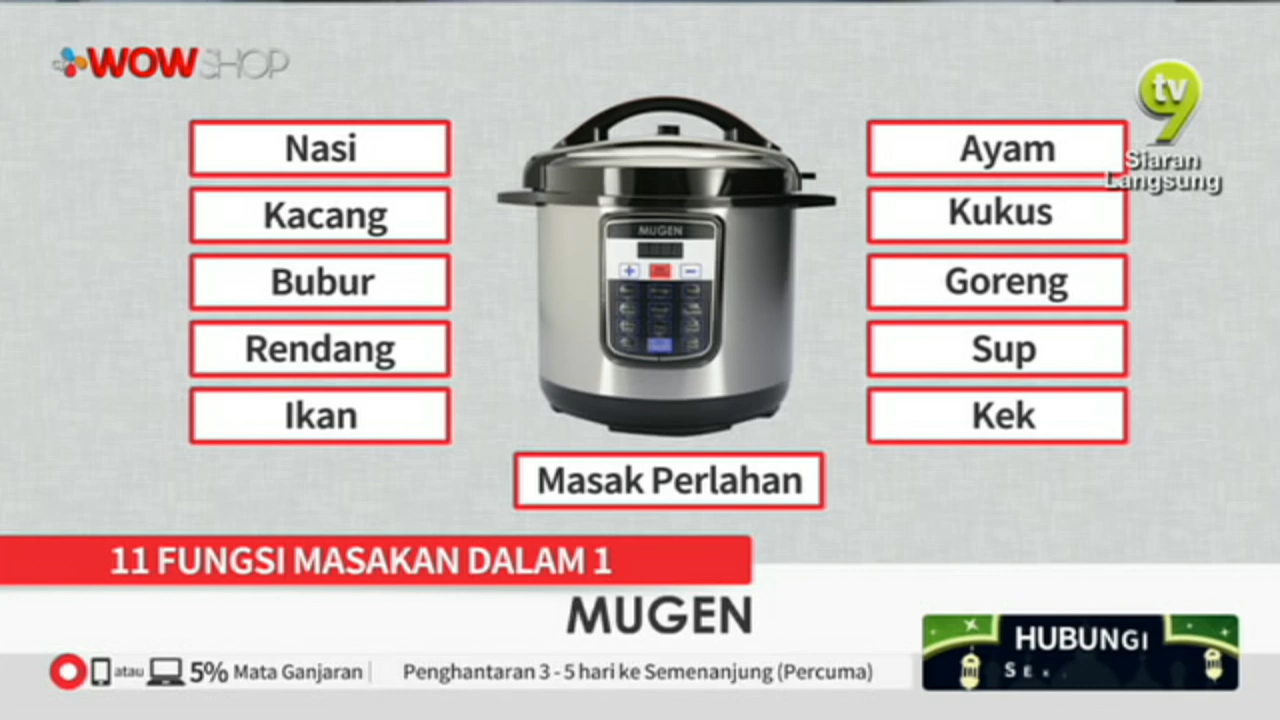 WOWSHOP
tv9
Siaran
Langsung
Nasi
Kacang
Bubur
Rendang
Ikan
Ayam
Kukus
Goreng
Sup
Kek
MUGEN
Masak Perlahan
11 FUNGSI MASAKAN DALAM 1
MUGEN
atau 5% Mata Ganjaran
Penghantaran 3 - 5 hari ke Semenanjung (Percuma)
HUBUNGI